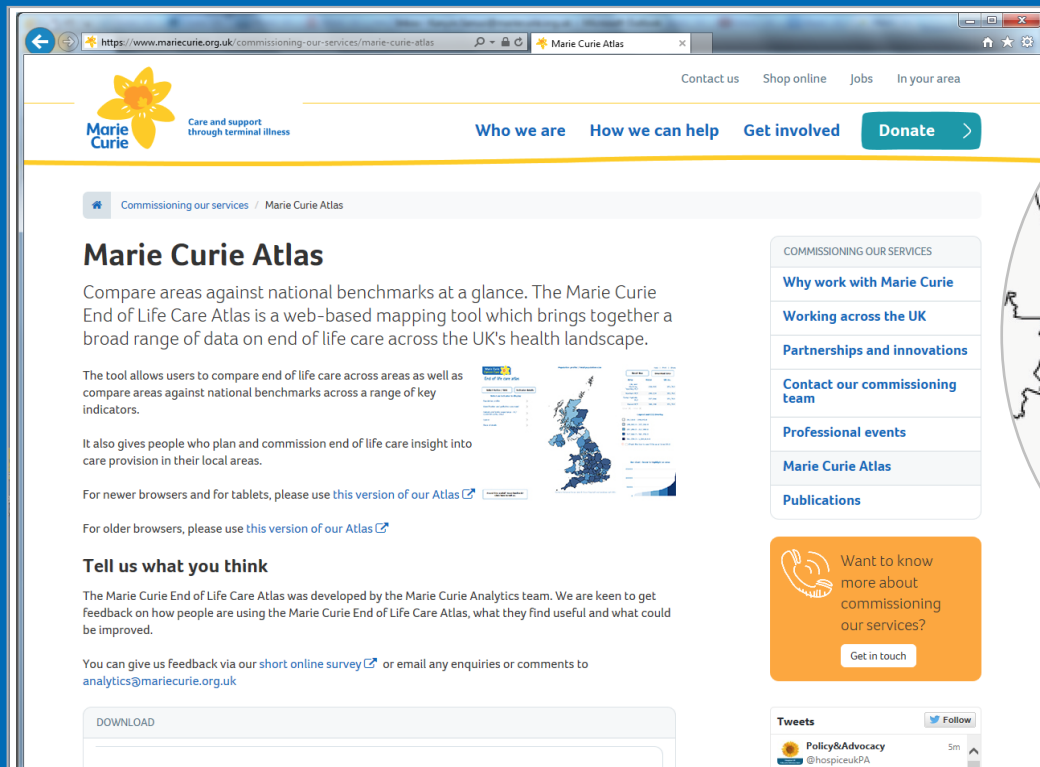 https://www.mariecurie.org.uk/commissioning-our-services/marie-curie-atlas
Marie Curie Atlas
Contact us Shop online Jobs In your area
Marie
Curie
Care and support
through terminal illness
Who we are How we can help Get involved Donate
Commissioning our services / Marie Curie Atlas
Marie Curie Atlas
Compare areas against national benchmarks at a glance. The Marie Curie
End of Life Care Atlas is a web-based mapping tool which brings together a
broad range of data on end of life care across the UK's health landscape.
The tool allows users to compare end of life care across areas as well as
compare areas against national benchmarks across a range of key
indicators.
It also gives people who plan and commission end of life care insight into
care provision in their local areas.
For newer browsers and for tablets, please use this version of our Atlas
For older browsers, please use this version of our Atlas
End of life care atlas
Tell us what you think
The Marie Curie End of Life Care Atlas was developed by the Marie Curie Analytics team. We are keen to get
feedback on how people are using the Marie Curie End of Life Care Atlas, what they find useful and what could
be improved.
You can give us feedback via our short online survey or email any enquiries or comments to
analytics@mariecurie.org.uk
DOWNLOAD
COMMISSIONING OUR SERVICES
Why work with Marie Curie
Working across the UK
Partnerships and innovations
Contact our commissioning
team
Professional events
Marie Curie Atlas
Publications
Want to know
more about
commissioning
our services?
Get in touch
Tweets Follow
Policy&Advocacy 5m
@hospiceukPA